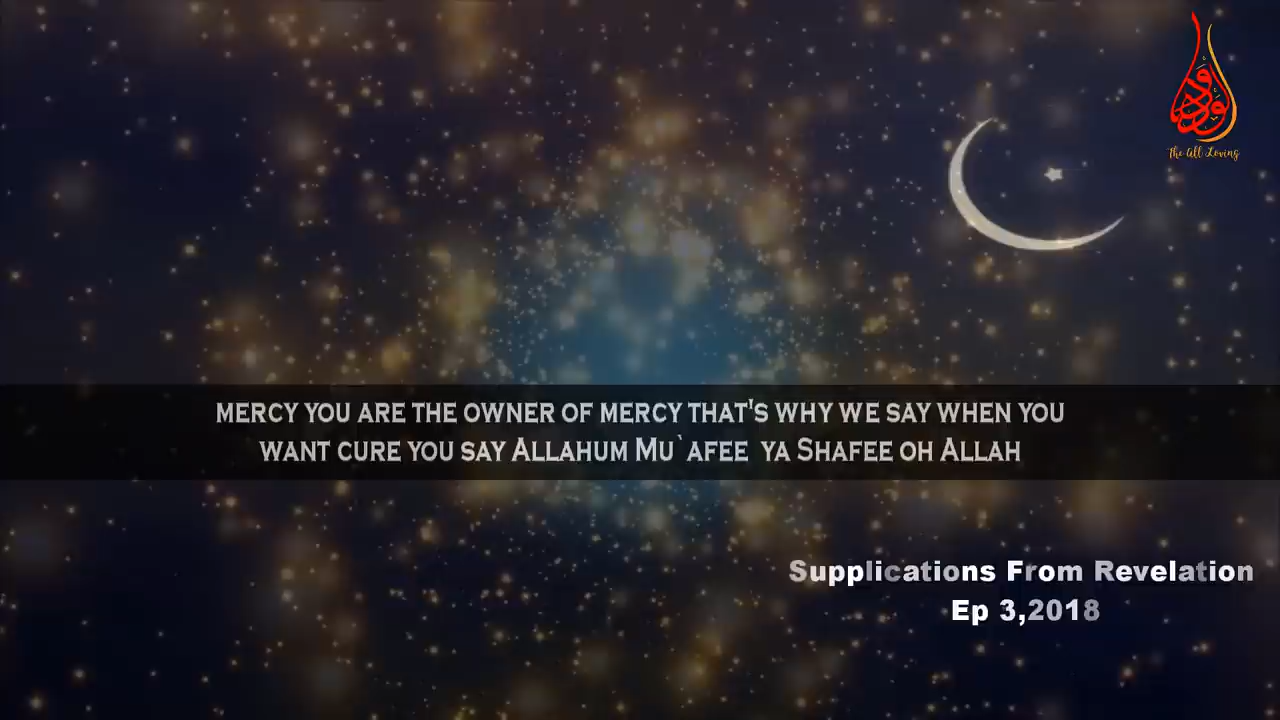 الودود
The All Loving
MERCY YOU ARE THE OWNER OF MERCY THAT'S WHY WE SAY WHEN YOU
WANT CURE YOU SAY ALLAHUM MU`AFEE YA SHAFEE OH ALLAH
Supplications From Revelation
Ep 3,2018